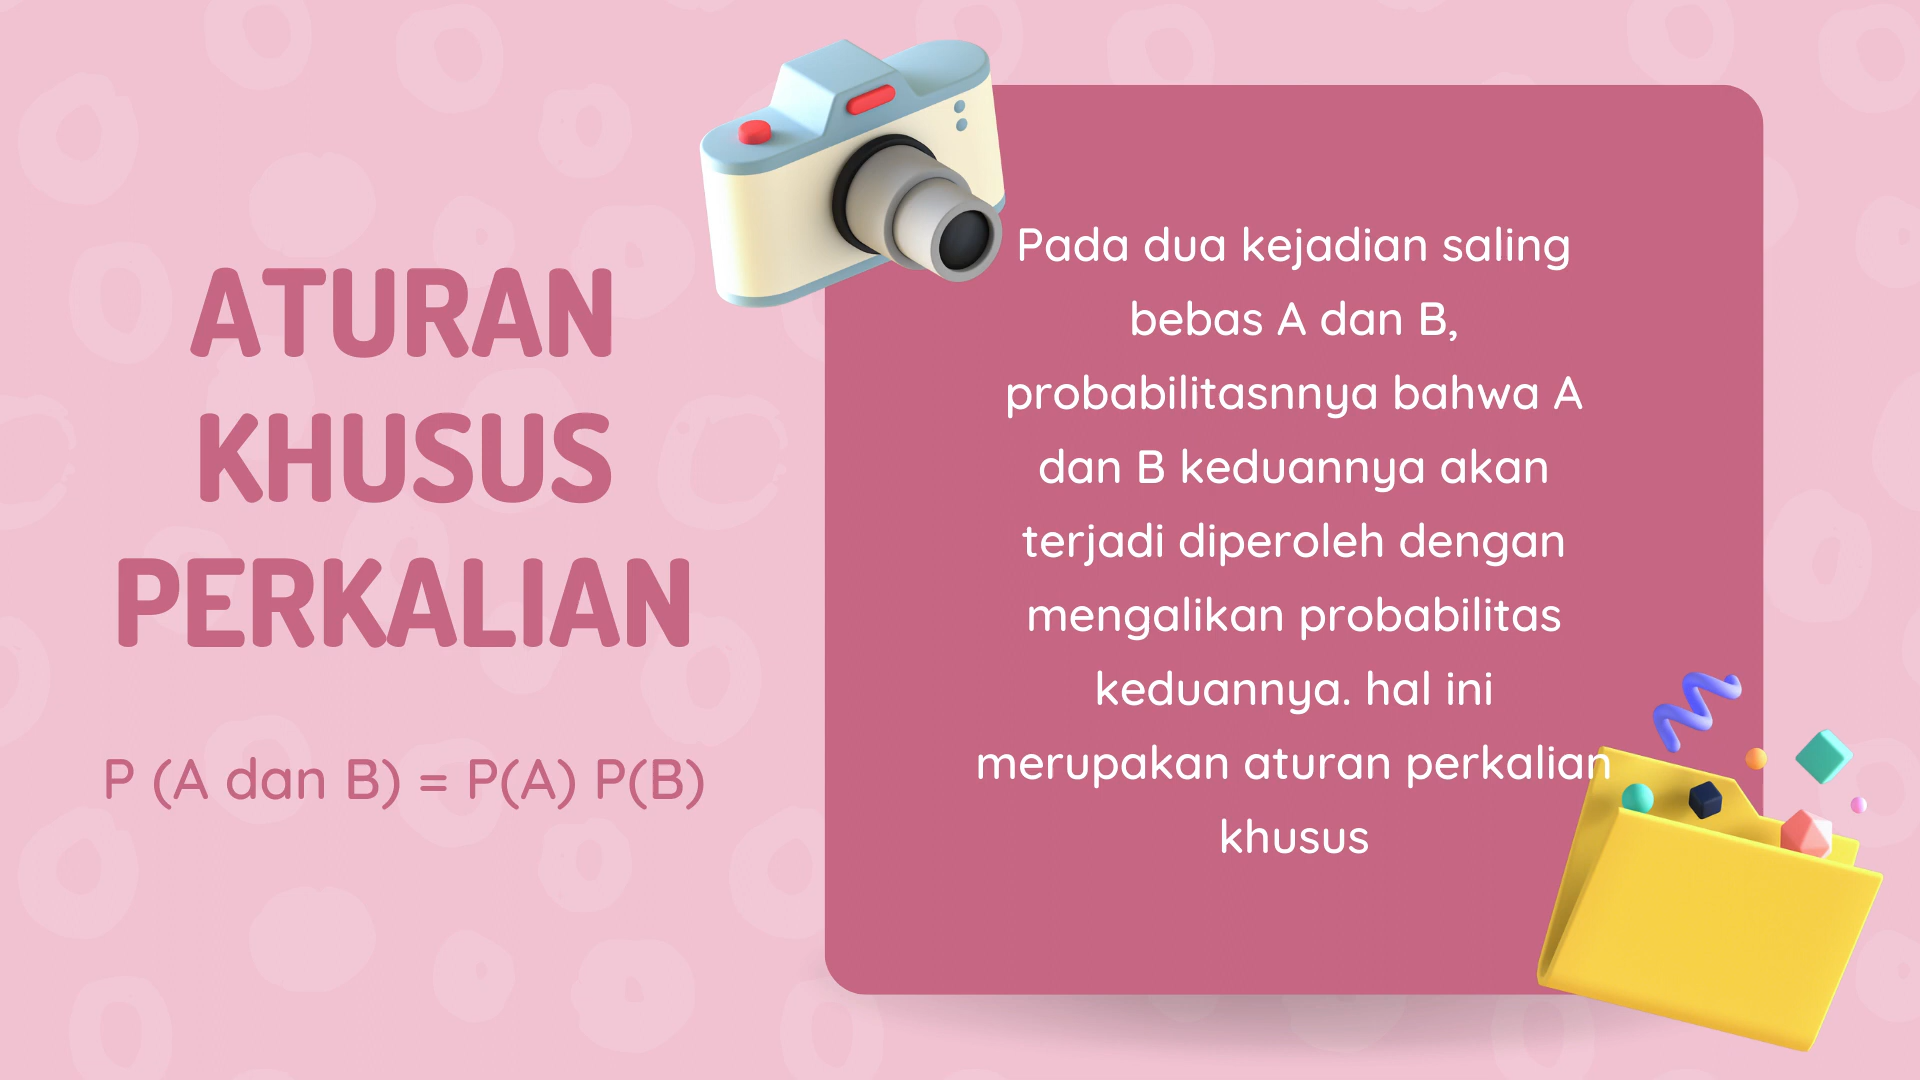 ATURAN
KHUSUS
PERKALIAN
P (A dan B) = P(A) P(B)
Pada dua kejadian saling
bebas A dan B,
probabilitasnnya bahwa A
dan B keduannya akan
terjadi diperoleh dengan
mengalikan probabilitas
keduannya. hal ini
merupakan aturan perkalian
khusus